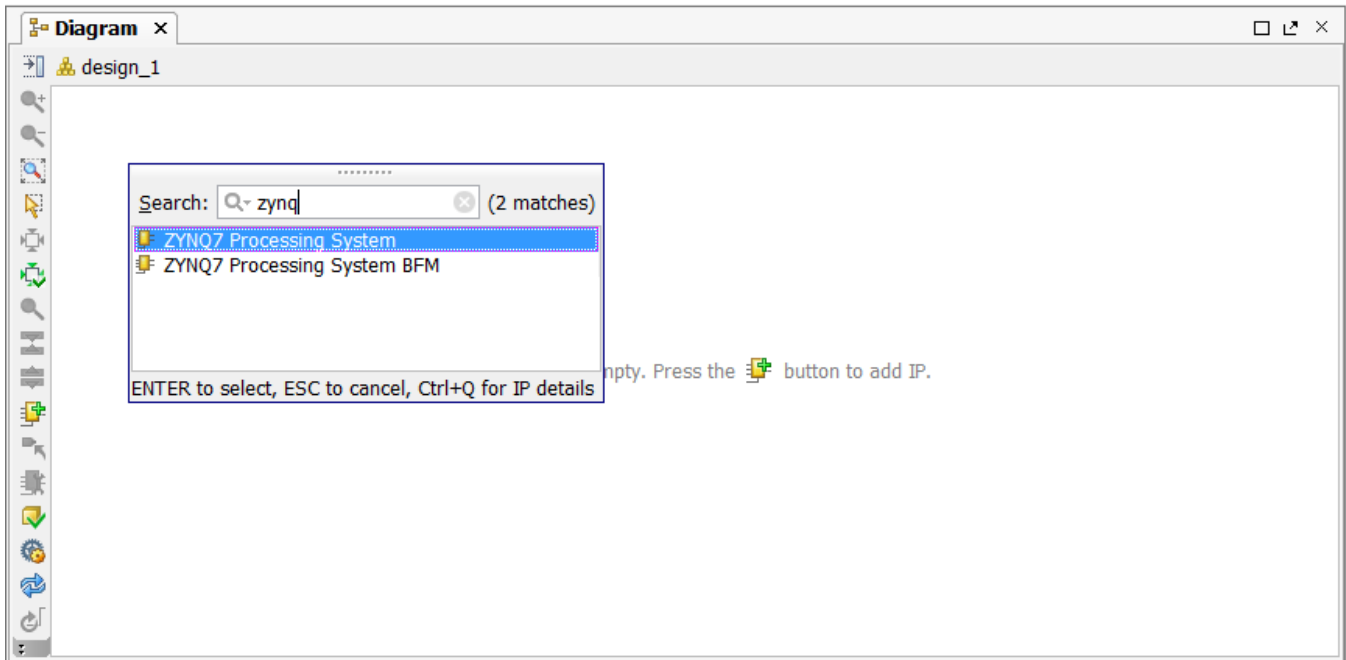 Diagram
design_1
Search: zynq (2 matches)
ZYNQ7 Processing System
ZYNQ7 Processing System BFM
Press the button to add IP.
ENTER to select, ESC to cancel, Ctrl+Q for IP details